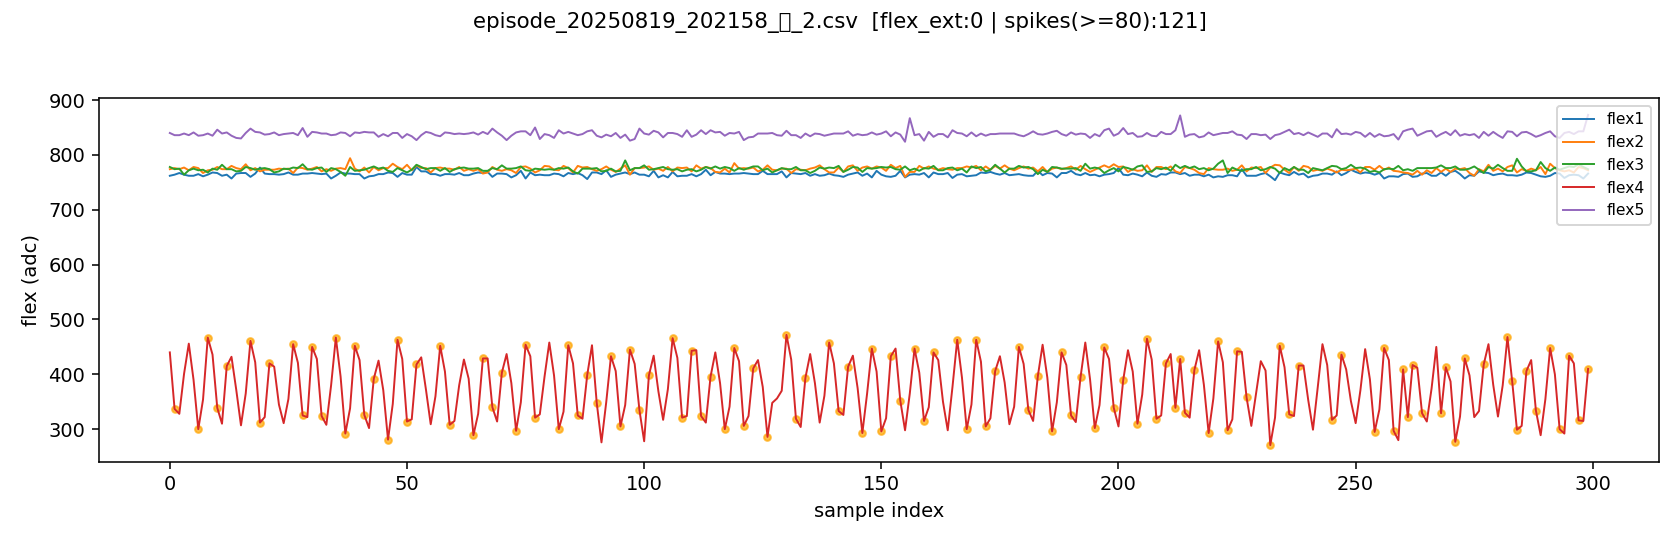 episode_20250819_202158_▯_2.csv [flex_ext:0 | spikes(>=80):121]
900
800
700
600
500
400
300
flex (adc)
flex1
flex2
flex3
flex4
flex5
0 50 100 150 200 250 300
sample index